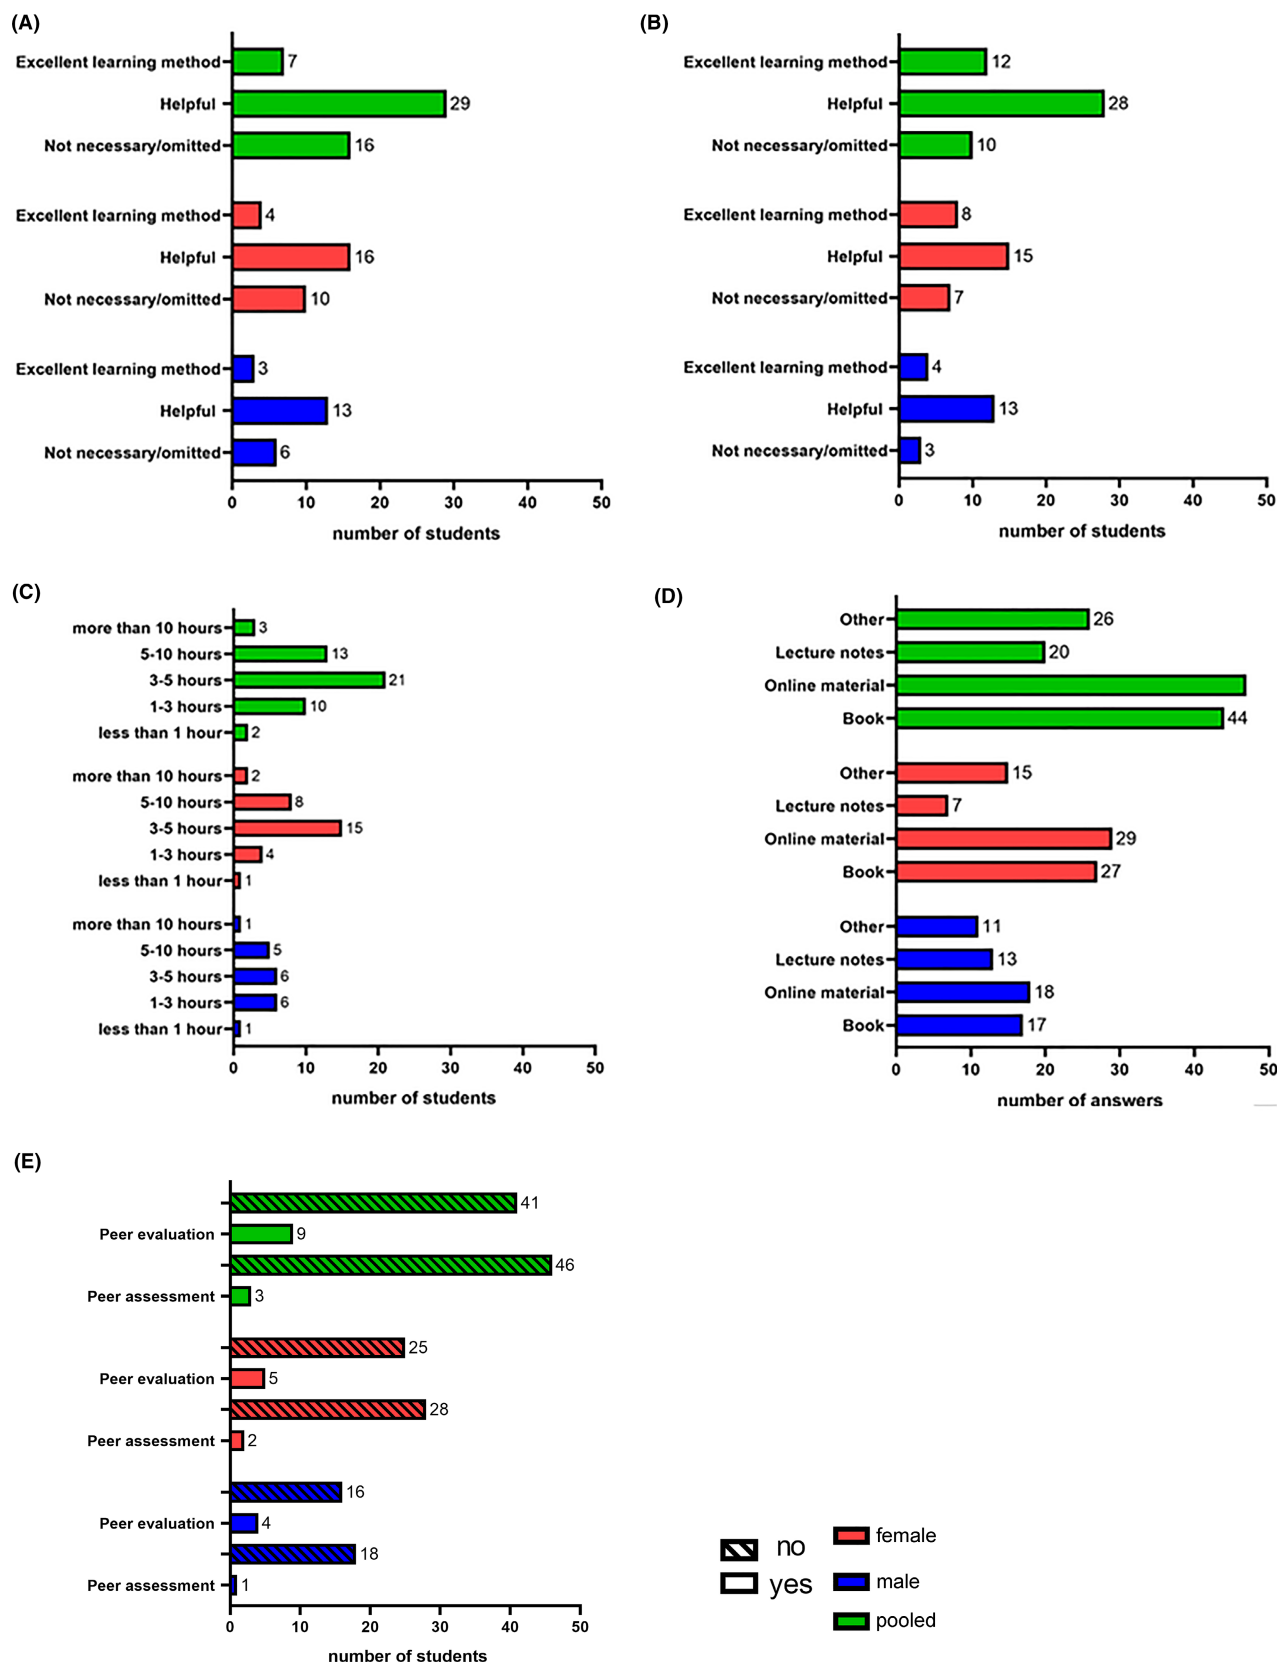 (A)
Excellent learning method 7
Helpful 29
Not necessary/omitted 16
Excellent learning method 4
Helpful 16
Not necessary/omitted 10
Excellent learning method 3
Helpful 13
Not necessary/omitted 6
0 10 20 30 40 50
number of students
(B)
Excellent learning method 12
Helpful 28
Not necessary/omitted 10
Excellent learning method 8
Helpful 15
Not necessary/omitted 7
Excellent learning method 4
Helpful 13
Not necessary/omitted 3
0 10 20 30 40 50
number of students
(C)
more than 10 hours 3
5-10 hours 13
3-5 hours 21
1-3 hours 10
less than 1 hour 2
more than 10 hours 2
5-10 hours 8
3-5 hours 15
1-3 hours 4
less than 1 hour 1
more than 10 hours 1
5-10 hours 5
3-5 hours 6
1-3 hours 6
less than 1 hour 1
0 10 20 30 40 50
number of students
(D)
Other 26
Lecture notes 20
Online material
Book 44
Other 15
Lecture notes 7
Online material 29
Book 27
Other 11
Lecture notes 13
Online material 18
Book 17
0 10 20 30 40 50
number of answers
(E)
41
Peer evaluation 9
46
Peer assessment 3
25
Peer evaluation 5
28
Peer assessment 2
16
Peer evaluation 4
18
Peer assessment 1
0 10 20 30 40 50
number of students
no
yes
female
male
pooled